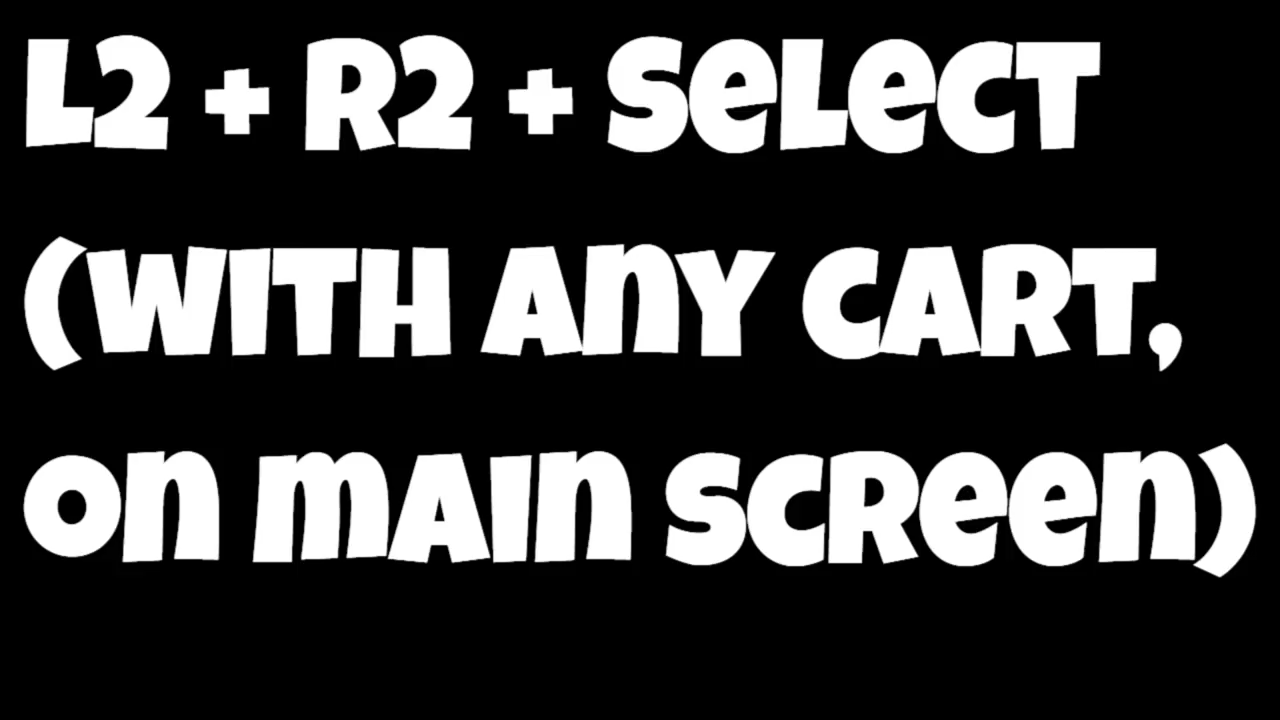 L2 + R2 + Select
(with any cart,
on main screen)